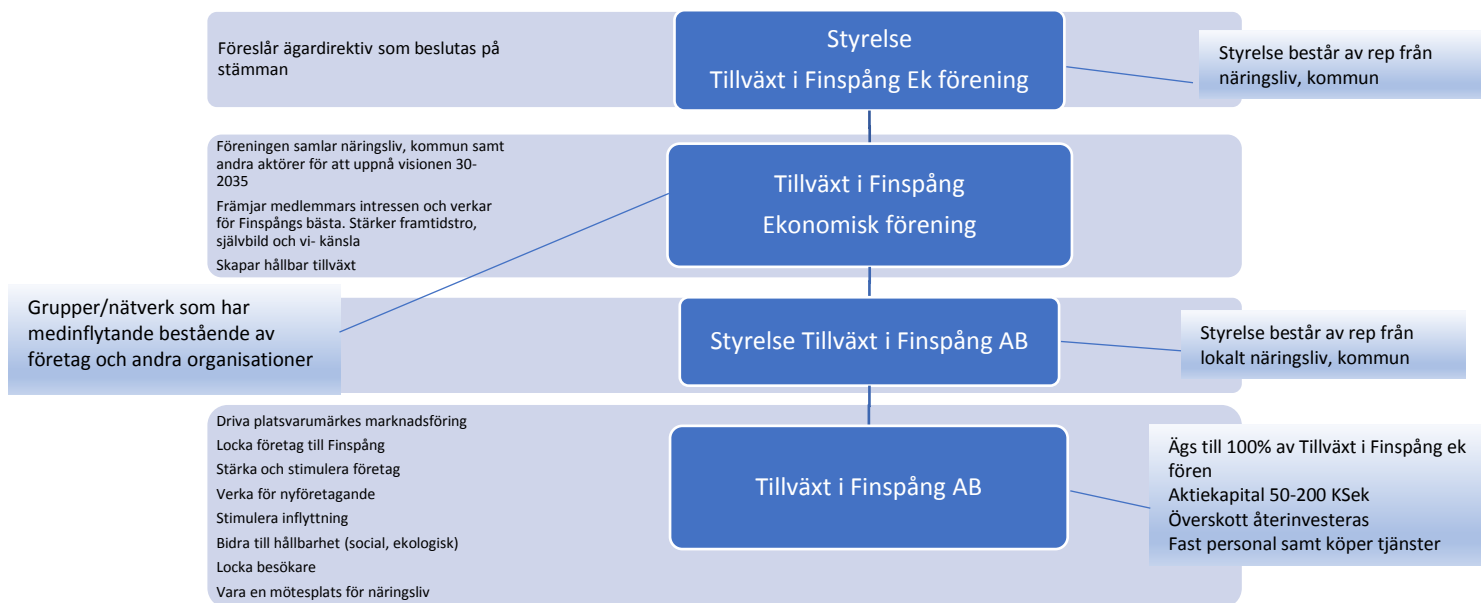 Föreslår ägardirektiv som beslutas på
stämman
Styrelse
Tillväxt i Finspång Ek förening
Styrelse består av rep från
näringsliv, kommun
Föreningen samlar näringsliv, kommun samt
andra aktörer för att uppnå visionen 30-
2035
Främjar medlemmars intressen och verkar
för Finspångs bästa. Stärker framtidstro,
självbild och vi- känsla
Skapar hållbar tillväxt
Tillväxt i Finspång
Ekonomisk förening
Grupper/nätverk som har
medinflytande bestående av
företag och andra organisationer
Styrelse Tillväxt i Finspång AB
Styrelse består av rep från
lokalt näringsliv, kommun
Driva platsvarumärkes marknadsföring
Locka företag till Finspång
Stärka och stimulera företag
Verka för nyföretagande
Stimulera inflyttning
Bidra till hållbarhet (social, ekologisk)
Locka besökare
Vara en mötesplats för näringsliv
Tillväxt i Finspång AB
Ägs till 100% av Tillväxt i Finspång ek
fören
Aktiekapital 50-200 KSek
Överskott återinvesteras
Fast personal samt köper tjänster